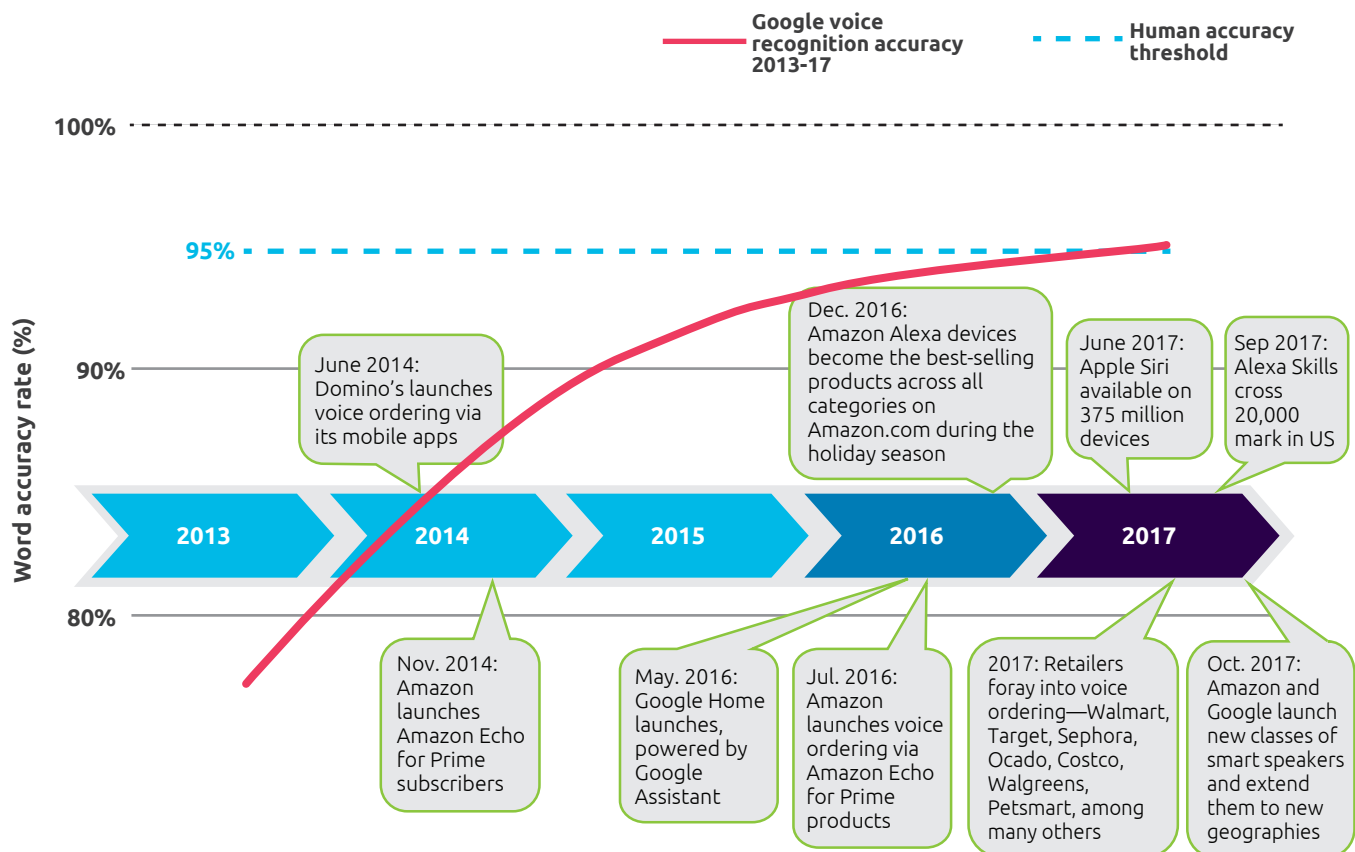 Google voice
recognition accuracy
2013-17
Human accuracy
threshold
Word accuracy rate (%)
100%
95%
90%
80%
June 2014:
Domino’s launches
voice ordering via
its mobile apps
Dec. 2016:
Amazon Alexa devices
become the best-selling
products across all
categories on
Amazon.com during the
holiday season
June 2017:
Apple Siri
available on
375 million
devices
Sep 2017:
Alexa Skills
cross
20,000
mark in US
2013
2014
2015
2016
2017
Nov. 2014:
Amazon
launches
Amazon Echo
for Prime
subscribers
May. 2016:
Google Home
launches,
powered by
Google
Assistant
Jul. 2016:
Amazon
launches voice
ordering via
Amazon Echo
for Prime
products
2017: Retailers
foray into voice
ordering—Walmart,
Target, Sephora,
Ocado, Costco,
Walgreens,
Petsmart, among
many others
Oct. 2017:
Amazon and
Google launch
new classes of
smart speakers
and extend
them to new
geographies